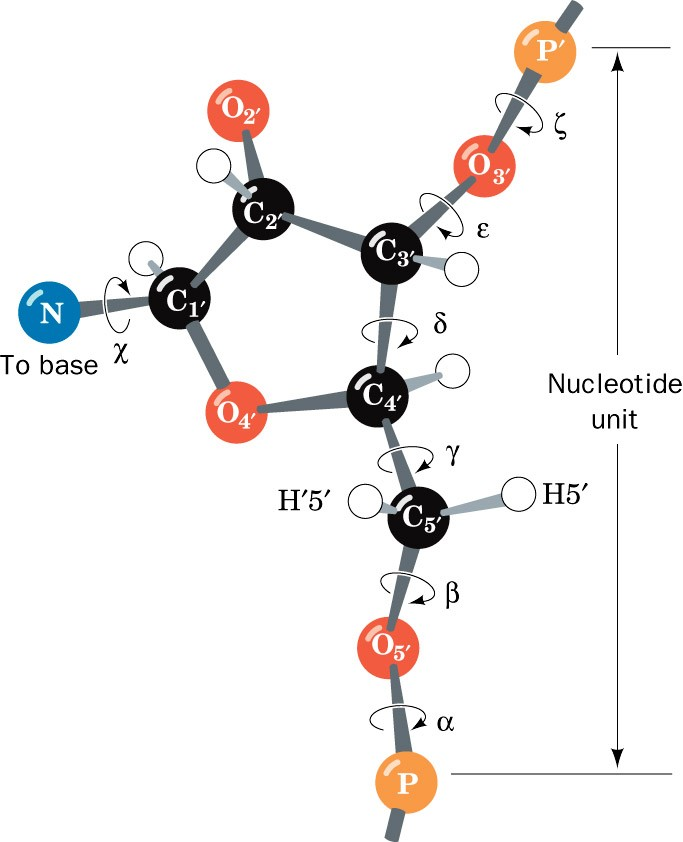 P′
O2′
ζ
O3′
C2′
ε
C3′
N
C1′
δ
χ
To base
C4′
O4′
Nucleotide
unit
γ
H′5′
H5′
C5′
β
O5′
α
P